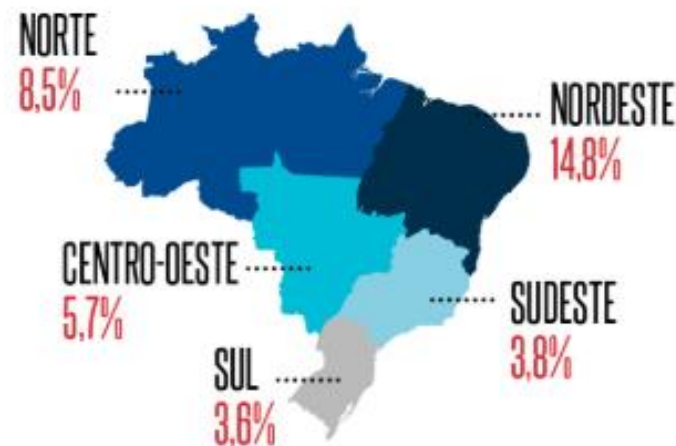 NORTE
8,5%
NORDESTE
14,8%
CENTRO-OESTE
5,7%
SUDESTE
3,8%
SUL
3,6%